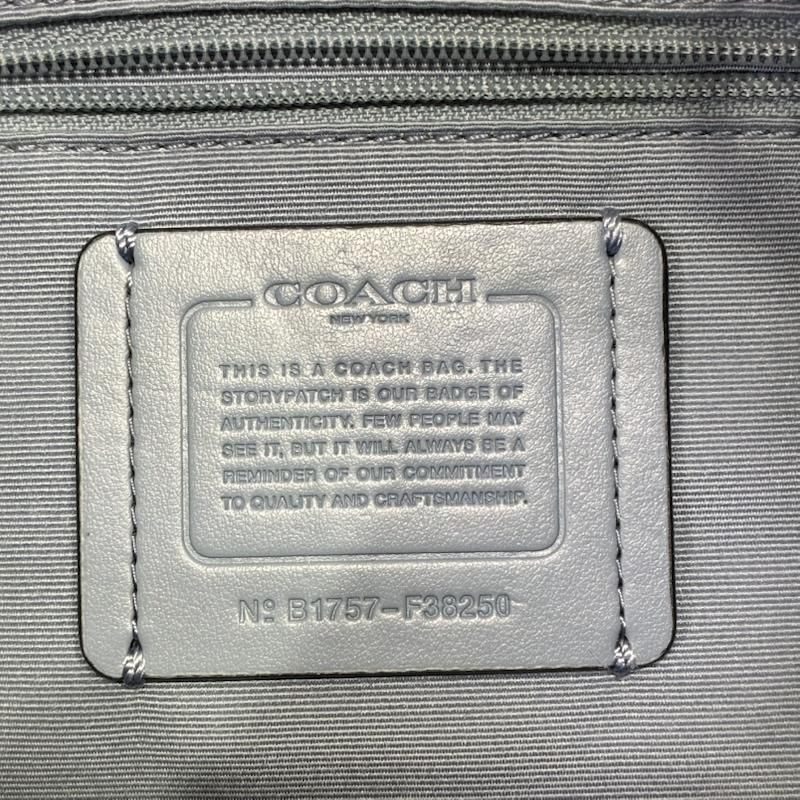 COACH
NEW YORK
THIS IS A COACH BAG. THE
STORYPATCH IS OUR BADGE OF
AUTHENTICITY. FEW PEOPLE MAY
SEE IT, BUT IT WILL ALWAYS BE A
REMINDER OF OUR COMMITMENT
TO QUALITY AND CRAFTSMANSHIP.
Nº B1757-F38250